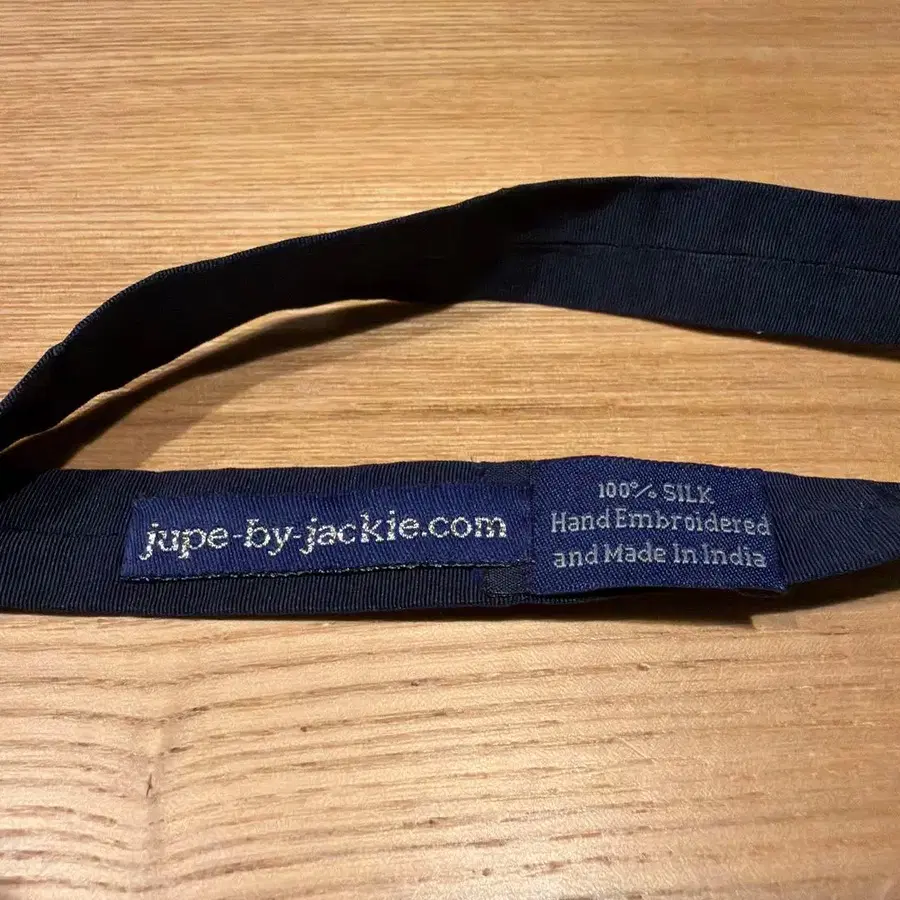 jupe-by-jackie.com
100% SILK
Hand Embroidered
and Made In India